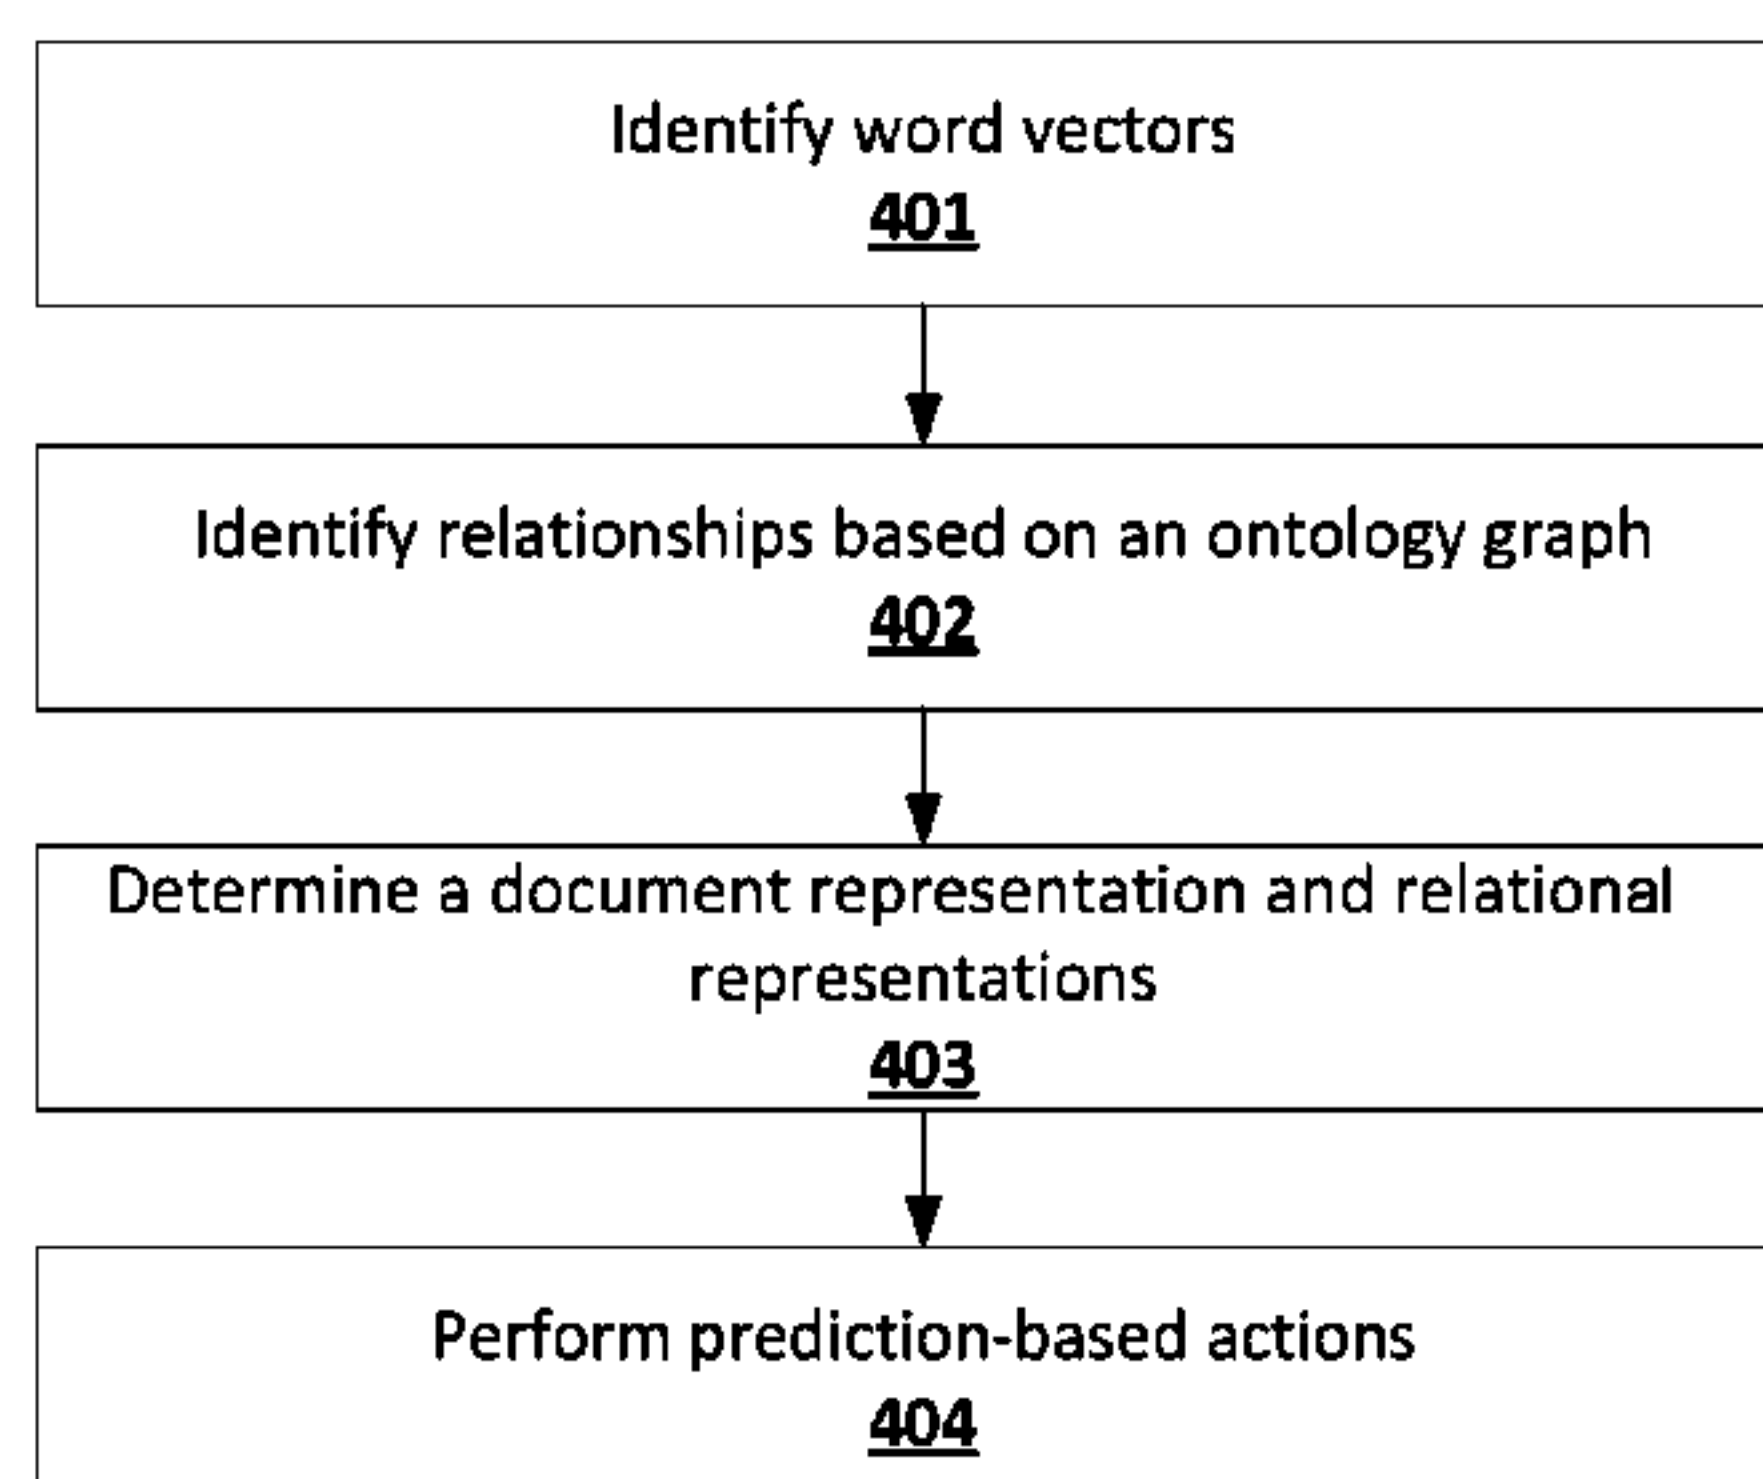 Identify word vectors
401
Identify relationships based on an ontology graph
402
Determine a document representation and relational
representations
403
Perform prediction-based actions
404